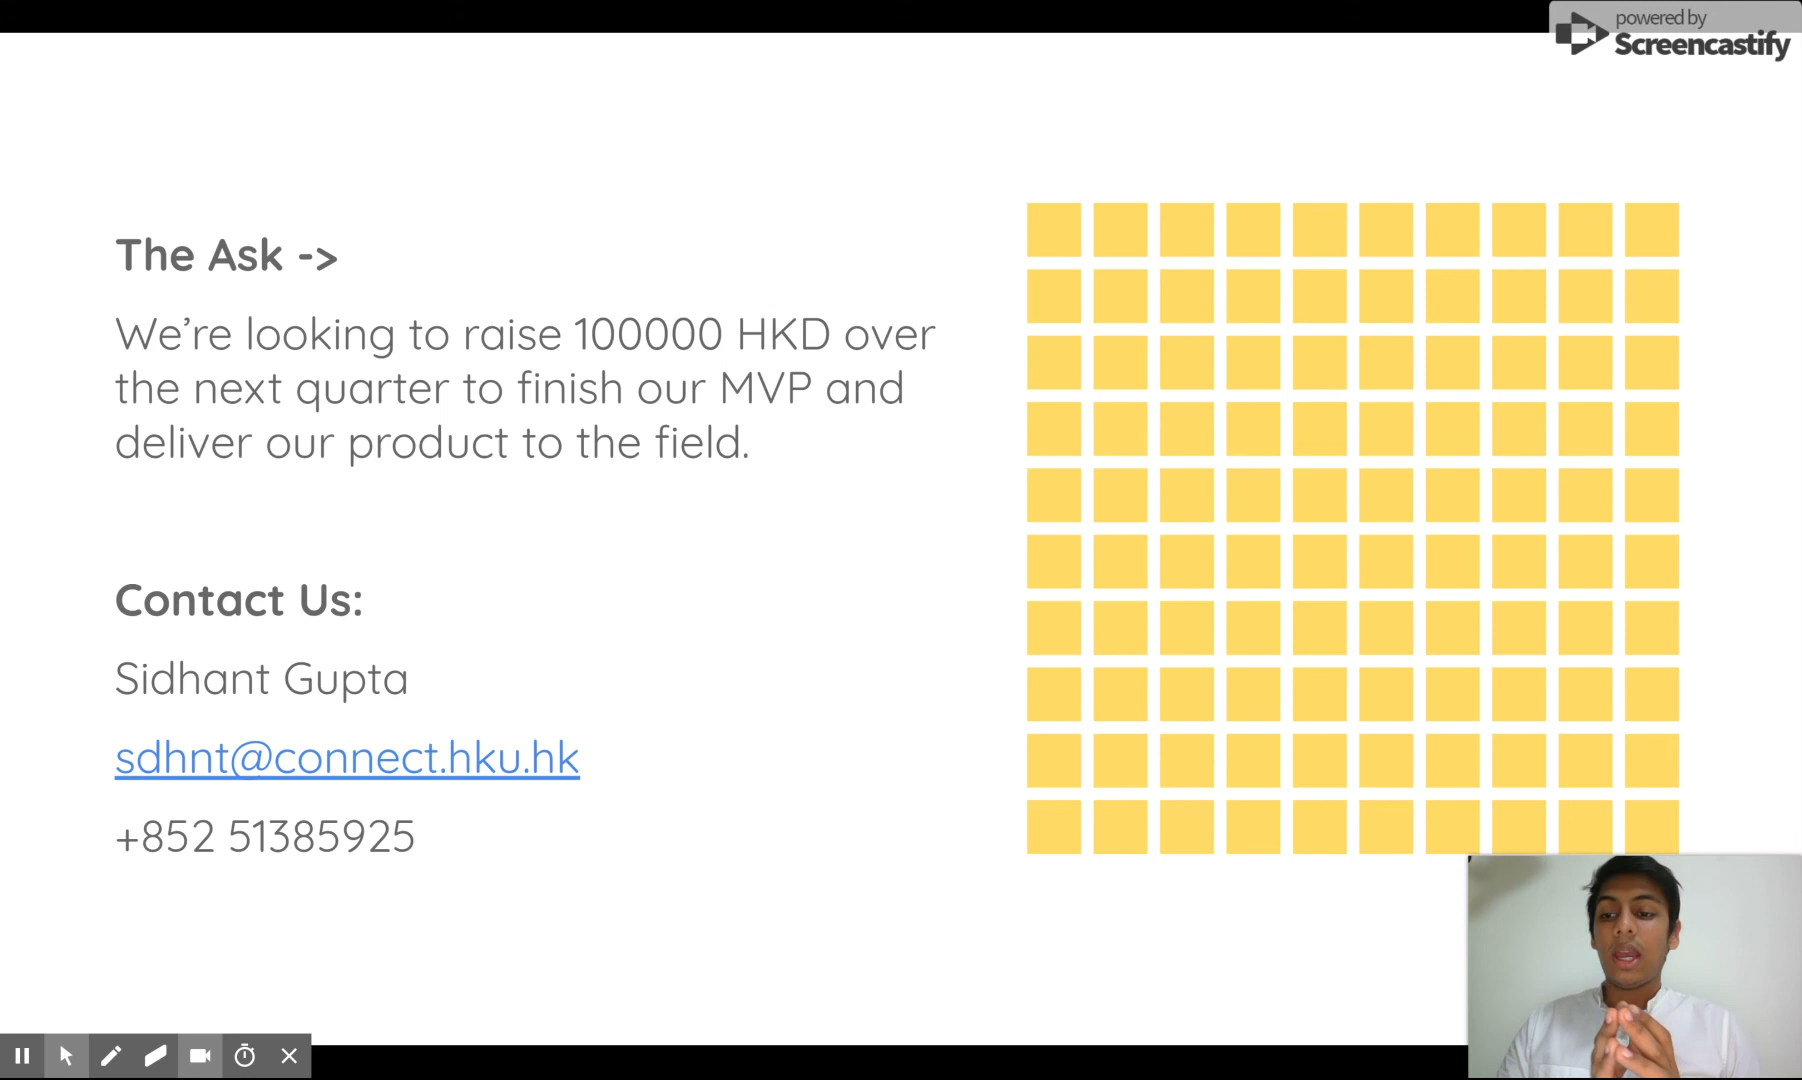 powered by
Screencastify
The Ask ->
We're looking to raise 100000 HKD over
the next quarter to finish our MVP and
deliver our product to the field.
Contact Us:
Sidhant Gupta
sdhnt@connect.hku.hk
+852 51385925